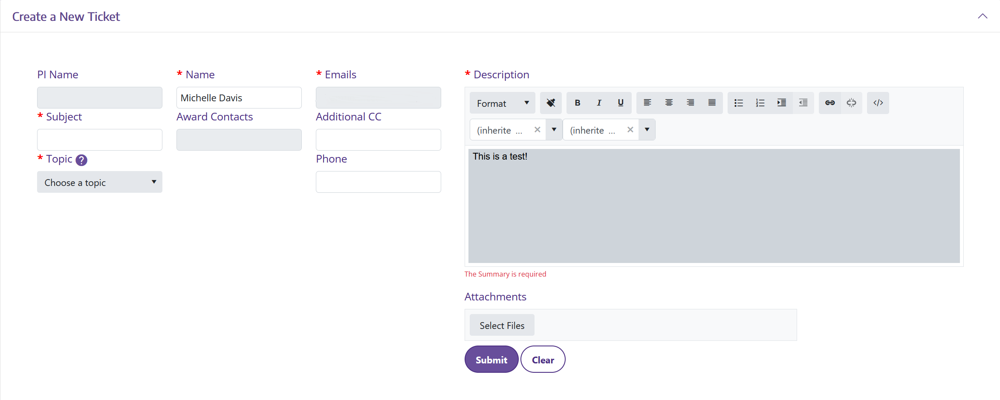 Create a New Ticket
PI Name
* Name
* Emails
Michelle Davis
* Subject
Award Contacts
Additional CC
* Topic ?
Phone
Choose a topic
* Description
Format B I U </>
(inherite ... (inherite ...
This is a test!
The Summary is required
Attachments
Select Files
Submit Clear